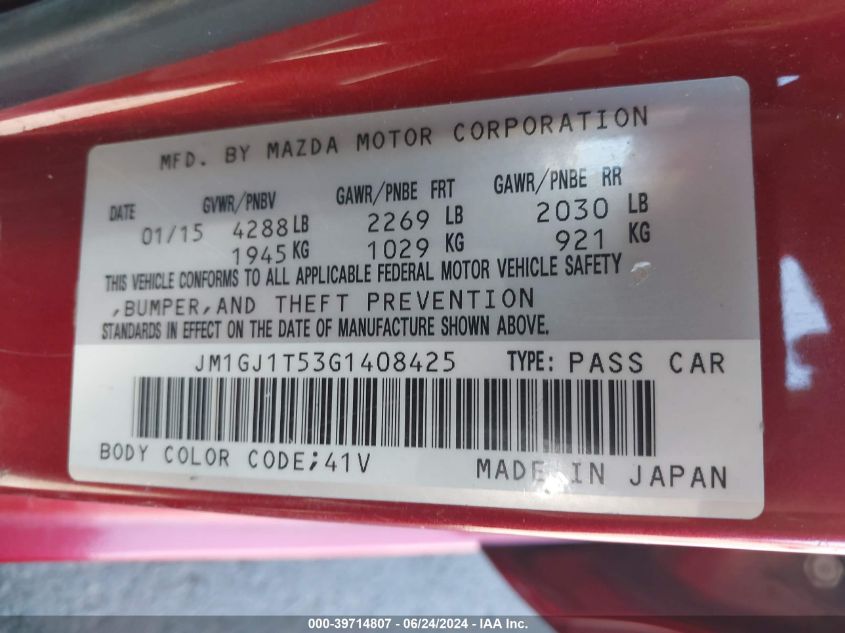 MFD. BY MAZDA MOTOR CORPORATION
DATE GVWR/PNBV GAWR/PNBE FRT GAWR/PNBE RR
01/15 4288 LB 2269 LB 2030 LB
1945 KG 1029 KG 921 KG
THIS VEHICLE CONFORMS TO ALL APPLICABLE FEDERAL MOTOR VEHICLE SAFETY
,BUMPER,AND THEFT PREVENTION
STANDARDS IN EFFECT ON THE DATE OF MANUFACTURE SHOWN ABOVE.
JM1GJ1T53G1408425 TYPE: PASS CAR
BODY COLOR CODE;41V MADE IN JAPAN
000-39714807 - 06/24/2024 - IAA Inc.